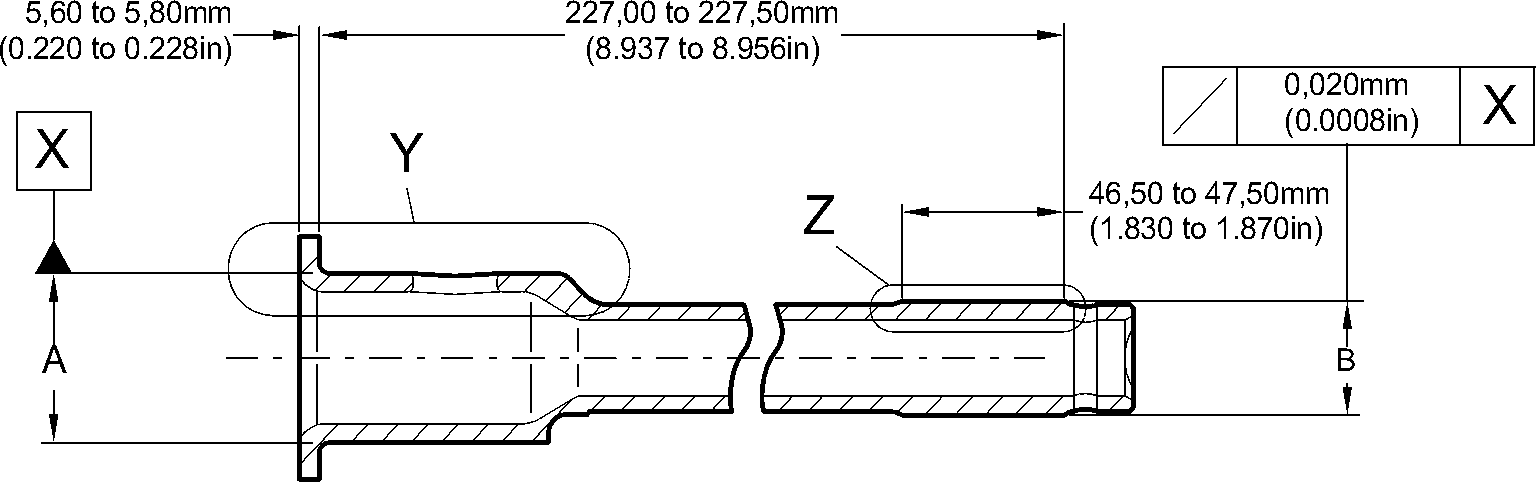 5,60 to 5,80mm
(0.220 to 0.228in)
227,00 to 227,50mm
(8.937 to 8.956in)
0,020mm
(0.0008in)
X
X
Y
46,50 to 47,50mm
(1.830 to 1.870in)
Z
A
B